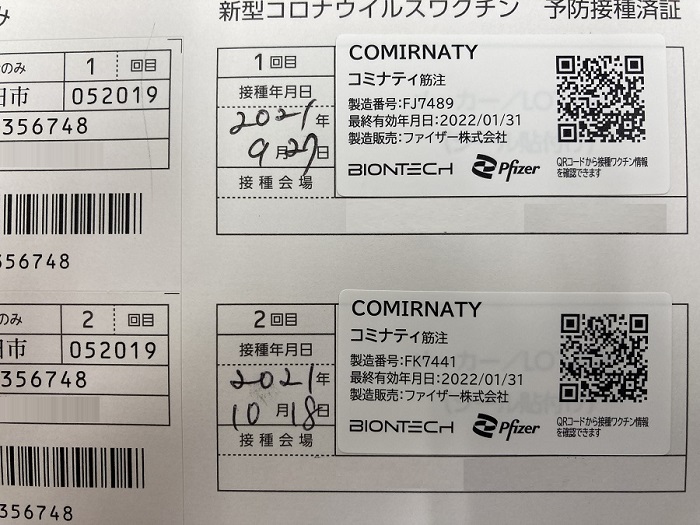 み
新型コロナウイルスワクチン 予防接種済証
のみ 1 回目
田市 052019
356748
356748
1回目
接種年月日
2021年
9月27日
接種会場
COMIRNATY
コミナティ筋注
製造番号:FJ7489
最終有効年月日:2022/01/31
製造販売:ファイザー株式会社
BIONTECH Pfizer
QRコードから接種ワクチン情報
を確認できます
のみ 2 回目
田市 052019
356748
356748
2回目
接種年月日
2021年
10月18日
接種会場
COMIRNATY
コミナティ筋注
製造番号:FK7441
最終有効年月日:2022/01/31
製造販売:ファイザー株式会社
BIONTECH Pfizer
QRコードから接種ワクチン情報
を確認できます